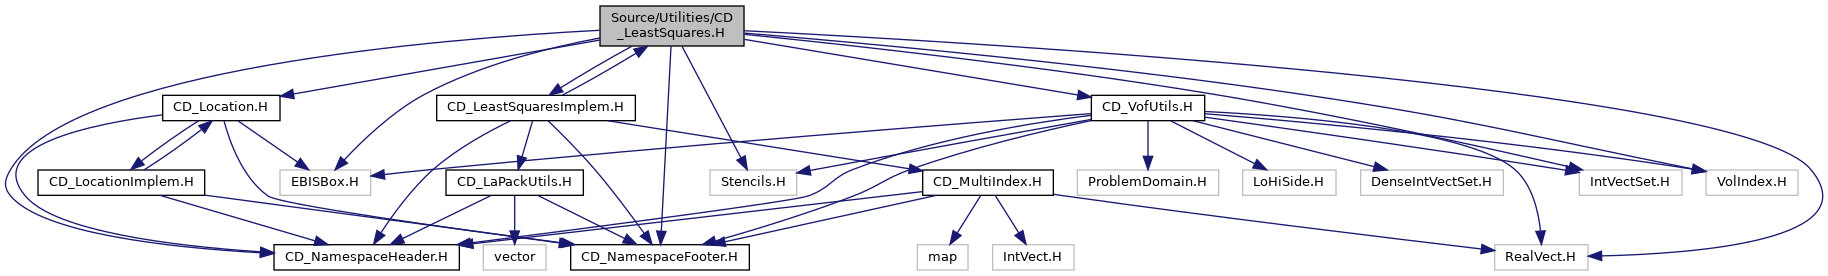 Source/Utilities/CD
_LeastSquares.H
CD_Location.H
CD_LeastSquaresImplem.H
CD_VofUtils.H
CD_LocationImplem.H
EBISBox.H
CD_LaPackUtils.H
Stencils.H
CD_MultiIndex.H
ProblemDomain.H
LoHiSide.H
DenseIntVectSet.H
IntVectSet.H
VolIndex.H
CD_NamespaceHeader.H
vector
CD_NamespaceFooter.H
map
IntVect.H
RealVect.H